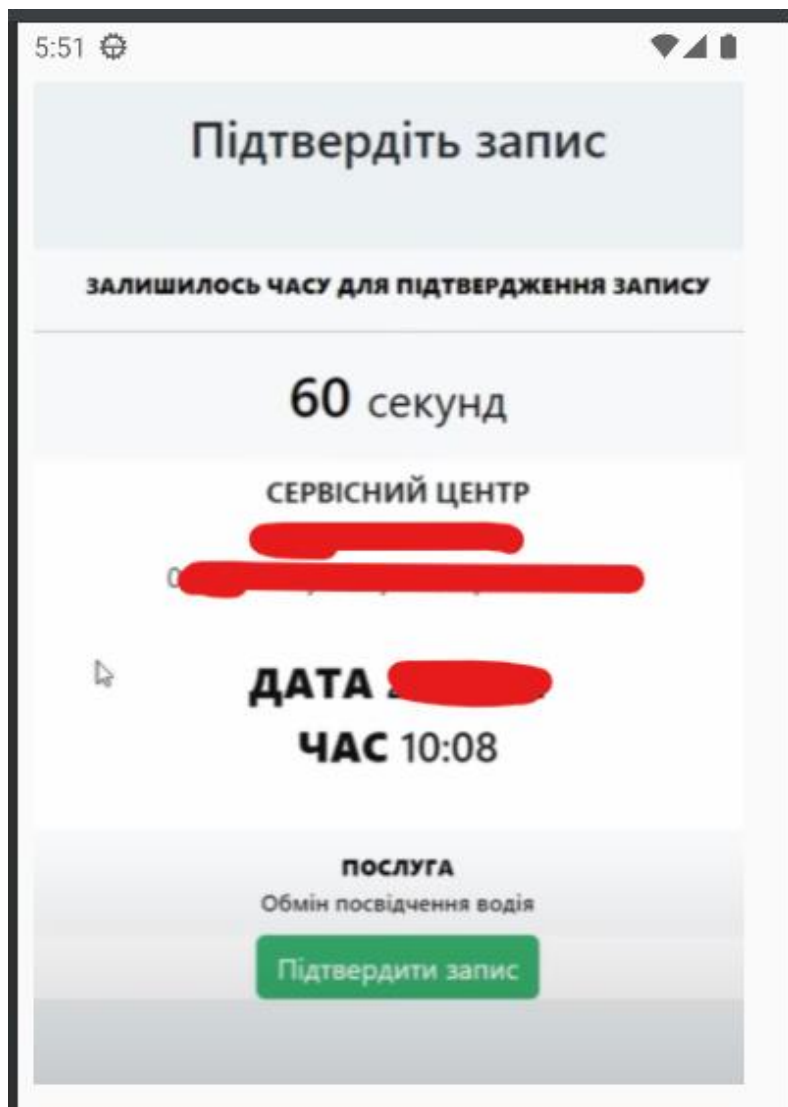 5:51
Підтвердіть запис
ЗАЛИШИЛОСЬ ЧАСУ ДЛЯ ПІДТВЕРДЖЕННЯ ЗАПИСУ
60 секунд
СЕРВІСНИЙ ЦЕНТР
ДАТА
ЧАС 10:08
ПОСЛУГА
Обмін посвідчення водія
Підтвердити запис